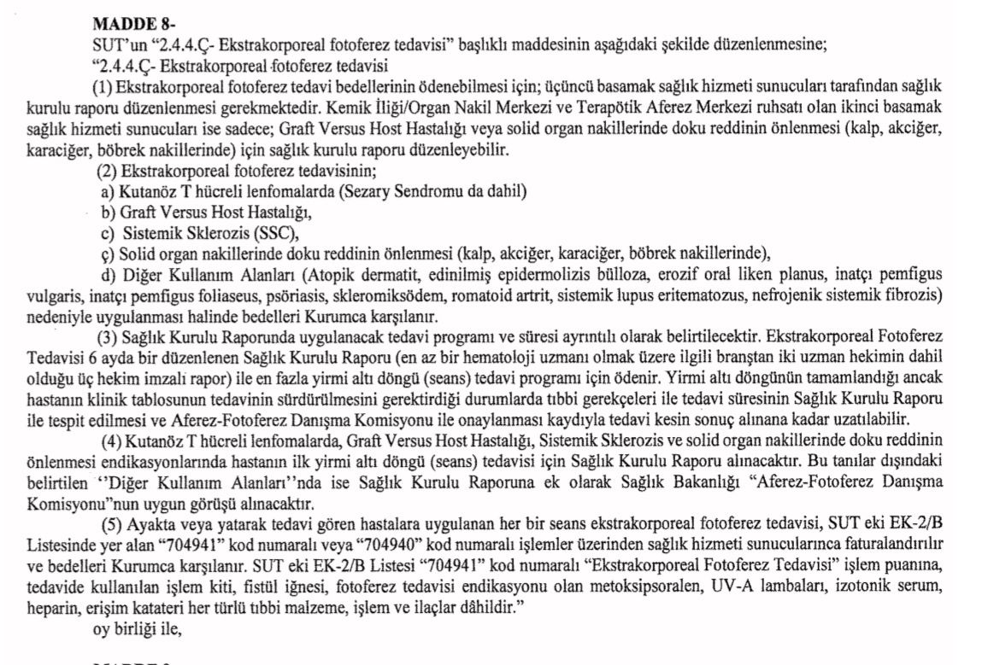 MADDE 8-
SUT’un “2.4.4.Ç- Ekstrakorporeal fotoferez tedavisi” başlıklı maddesinin aşağıdaki şekilde düzenlenmesine;
“2.4.4.Ç- Ekstrakorporeal fotoferez tedavisi
(1) Ekstrakorporeal fotoferez tedavi bedellerinin ödenebilmesi için; üçüncü basamak sağlık hizmeti sunucuları tarafından sağlık
kurulu raporu düzenlenmesi gerekmektedir. Kemik İliği/Organ Nakil Merkezi ve Terapötik Aferez Merkezi ruhsatı olan ikinci basamak
sağlık hizmeti sunucuları ise sadece; Graft Versus Host Hastalığı veya solid organ nakillerinde doku reddinin önlenmesi (kalp, akciğer,
karaciğer, böbrek nakillerinde) için sağlık kurulu raporu düzenleyebilir.
(2) Ekstrakorporeal fotoferez tedavisinin;
a) Kutanöz T hücreli lenfomalarda (Sezary Sendromu da dahil)
b) Graft Versus Host Hastalığı,
c) Sistemik Sklerozis (SSC),
ç) Solid organ nakillerinde doku reddinin önlenmesi (kalp, akciğer, karaciğer, böbrek nakillerinde),
d) Diğer Kullanım Alanları (Atopik dermatit, edinilmiş epidermolizis bülloza, erozif oral liken planus, inatçı pemfigus
vulgaris, inatçı pemfigus foliaseus, psöriasis, skleromiksödem, romatoid artrit, sistemik lupus eritematozus, nefrojenik sistemik fibrozis)
nedeniyle uygulanması halinde bedelleri Kurumca karşılanır.
(3) Sağlık Kurulu Raporunda uygulanacak tedavi programı ve süresi ayrıntılı olarak belirtilecektir. Ekstrakorporeal Fotoferez
Tedavisi 6 ayda bir düzenlenen Sağlık Kurulu Raporu (en az bir hematoloji uzmanı olmak üzere ilgili branştan iki uzman hekimin dahil
olduğu üç hekim imzalı rapor) ile en fazla yirmi altı döngü (seans) tedavi programı için ödenir. Yirmi altı döngünün tamamlandığı ancak
hastanın klinik tablosunun tedavinin sürdürülmesini gerektirdiği durumlarda tıbbi gerekçeleri ile tedavi süresinin Sağlık Kurulu Raporu
ile tespit edilmesi ve Aferez-Fotoferez Danışma Komisyonu ile onaylanması kaydıyla tedavi kesin sonuç alınana kadar uzatılabilir.
(4) Kutanöz T hücreli lenfomalarda, Graft Versus Host Hastalığı, Sistemik Sklerozis ve solid organ nakillerinde doku reddinin
önlenmesi endikasyonlarında hastanın ilk yirmi altı döngü (seans) tedavisi için Sağlık Kurulu Raporu alınacaktır. Bu tanılar dışındaki
belirtilen ‘’Diğer Kullanım Alanları’’nda ise Sağlık Kurulu Raporuna ek olarak Sağlık Bakanlığı “Aferez-Fotoferez Danışma
Komisyonu”nun uygun görüşü alınacaktır.
(5) Ayakta veya yatarak tedavi gören hastalara uygulanan her bir seans ekstrakorporeal fotoferez tedavisi, SUT eki EK-2/B
Listesinde yer alan “704941” kod numaralı veya “704940” kod numaralı işlemler üzerinden sağlık hizmeti sunucularınca faturalandırılır
ve bedelleri Kurumca karşılanır. SUT eki EK-2/B Listesi “704941” kod numaralı “Ekstrakorporeal Fotoferez Tedavisi” işlem puanına,
tedavide kullanılan işlem kiti, fistül iğnesi, fotoferez tedavisi endikasyonu olan metoksipsoralen, UV-A lambaları, izotonik serum,
heparin, erişim katateri her türlü tıbbi malzeme, işlem ve ilaçlar dâhildir.”
oy birliği ile,